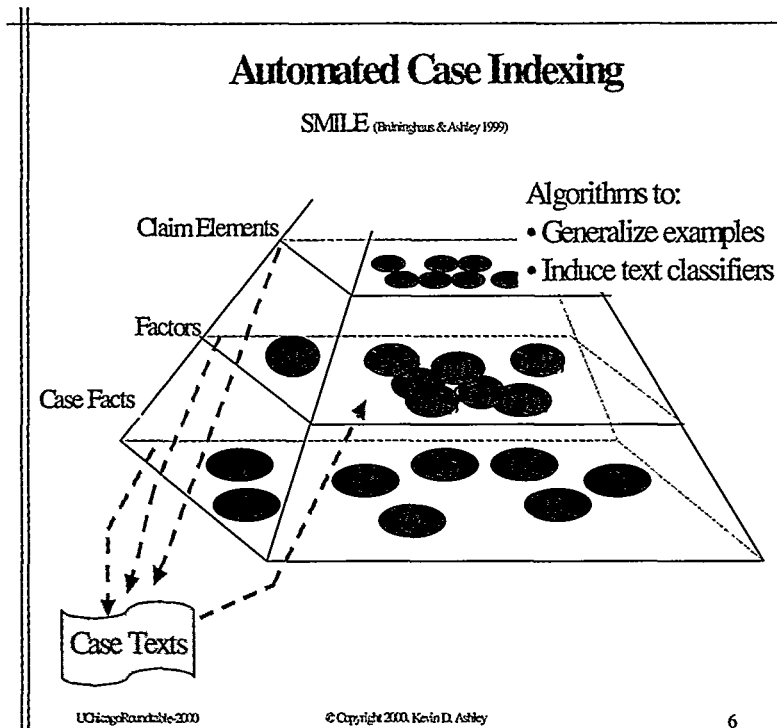 Automated Case Indexing
SMILE (Brüninghaus & Ashley 1999)
Algorithms to:
• Generalize examples
• Induce text classifiers
Claim Elements
Factors
Case Facts
Case Texts
UChicagoRoundtable-2000
© Copyright 2000, Kevin D. Ashley
6